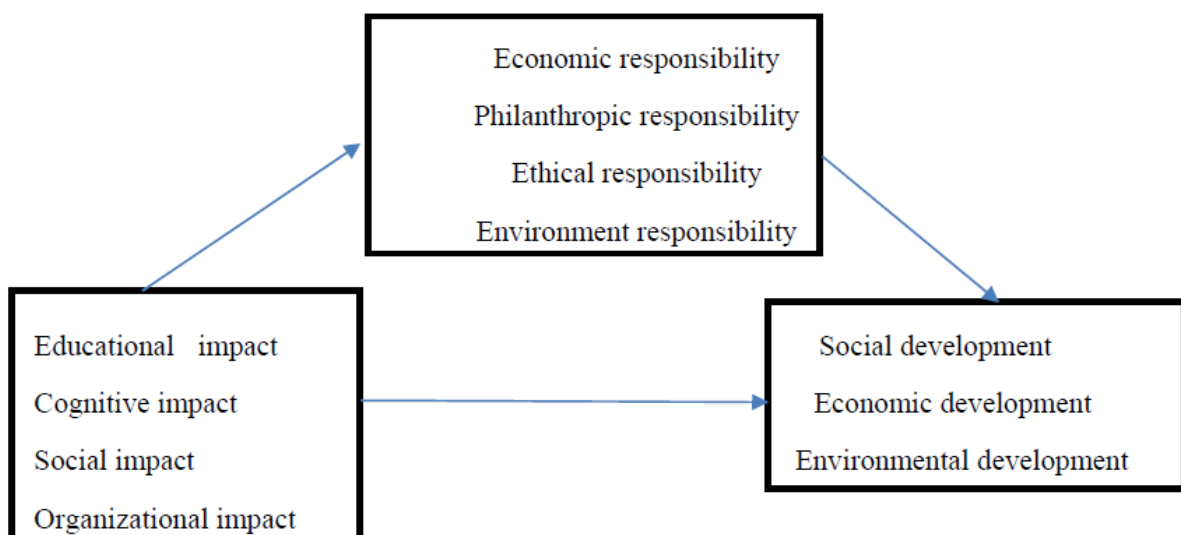 Economic responsibility
Philanthropic responsibility
Ethical responsibility
Environment responsibility
Educational impact
Cognitive impact
Social impact
Organizational impact
Social development
Economic development
Environmental development